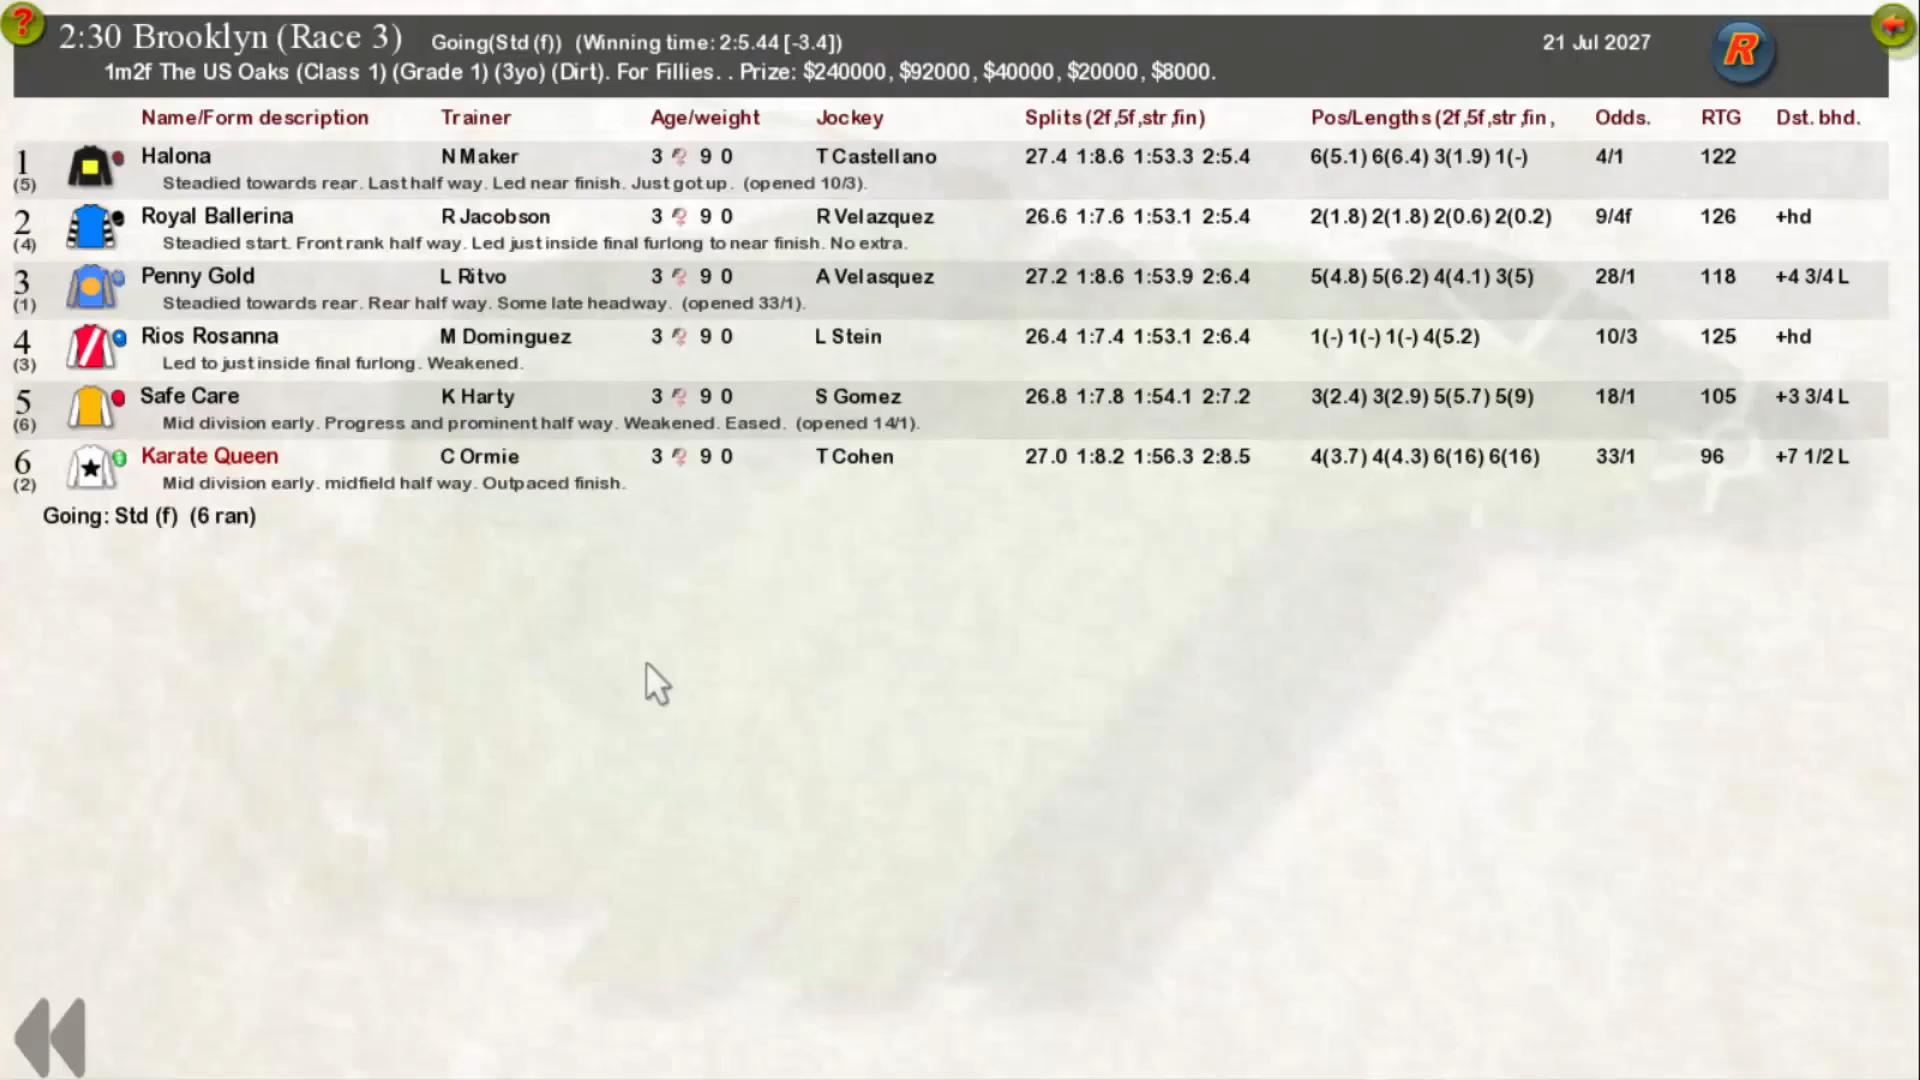 ?
2:30 Brooklyn (Race 3) Going(Std (f)) (Winning time: 2:5.44 [-3.4]) 21 Jul 2027 R
1m2f The US Oaks (Class 1) (Grade 1) (3yo) (Dirt). For Fillies. . Prize: $240000, $92000, $40000, $20000, $8000.
Name/Form description Trainer Age/weight Jockey Splits (2f,5f,str,fin) Pos/Lengths (2f,5f,str,fin, Odds. RTG Dst. bhd.
1 Halona N Maker 3 9 0 T Castellano 27.4 1:8.6 1:53.3 2:5.4 6(5.1) 6(6.4) 3(1.9) 1(-) 4/1 122
(5) Steadied towards rear. Last half way. Led near finish. Just got up. (opened 10/3).
2 Royal Ballerina R Jacobson 3 9 0 R Velazquez 26.6 1:7.6 1:53.1 2:5.4 2(1.8) 2(1.8) 2(0.6) 2(0.2) 9/4f 126 +hd
(4) Steadied start. Front rank half way. Led just inside final furlong to near finish. No extra.
3 Penny Gold L Ritvo 3 9 0 A Velasquez 27.2 1:8.6 1:53.9 2:6.4 5(4.8) 5(6.2) 4(4.1) 3(5) 28/1 118 +4 3/4 L
(1) Steadied towards rear. Rear half way. Some late headway. (opened 33/1).
4 Rios Rosanna M Dominguez 3 9 0 L Stein 26.4 1:7.4 1:53.1 2:6.4 1(-) 1(-) 1(-) 4(5.2) 10/3 125 +hd
(3) Led to just inside final furlong. Weakened.
5 Safe Care K Harty 3 9 0 S Gomez 26.8 1:7.8 1:54.1 2:7.2 3(2.4) 3(2.9) 5(5.7) 5(9) 18/1 105 +3 3/4 L
(6) Mid division early. Progress and prominent half way. Weakened. Eased. (opened 14/1).
6 Karate Queen C Ormie 3 9 0 T Cohen 27.0 1:8.2 1:56.3 2:8.5 4(3.7) 4(4.3) 6(16) 6(16) 33/1 96 +7 1/2 L
(2) Mid division early. midfield half way. Outpaced finish.
Going: Std (f) (6 ran)